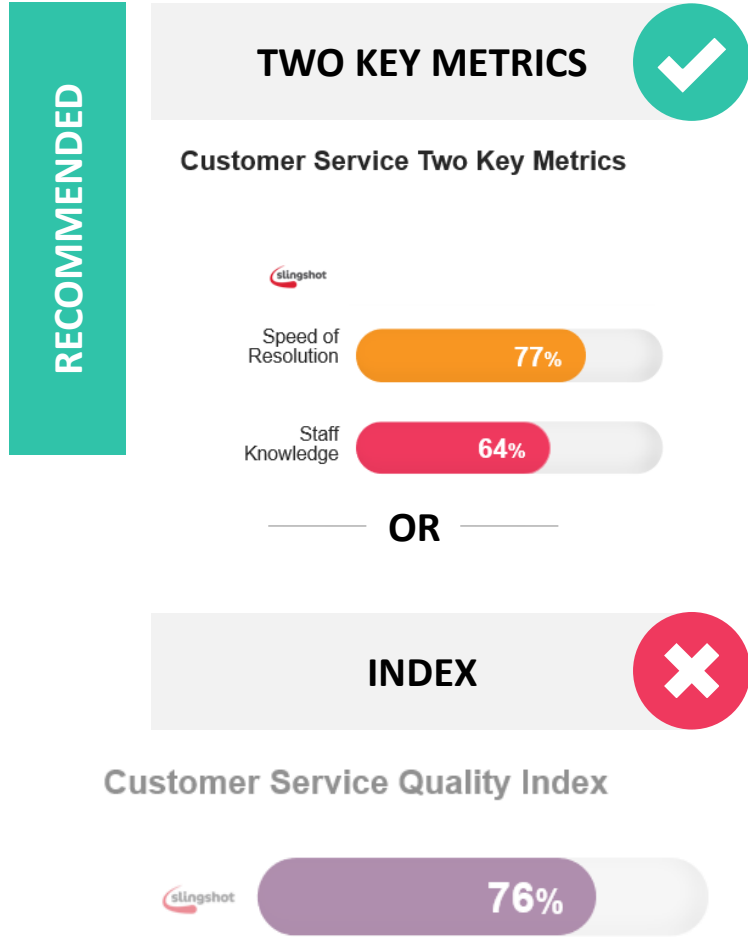 RECOMMENDED
TWO KEY METRICS
Customer Service Two Key Metrics
slingshot
Speed of
Resolution
77%
Staff
Knowledge
64%
OR
INDEX
Customer Service Quality Index
slingshot
76%